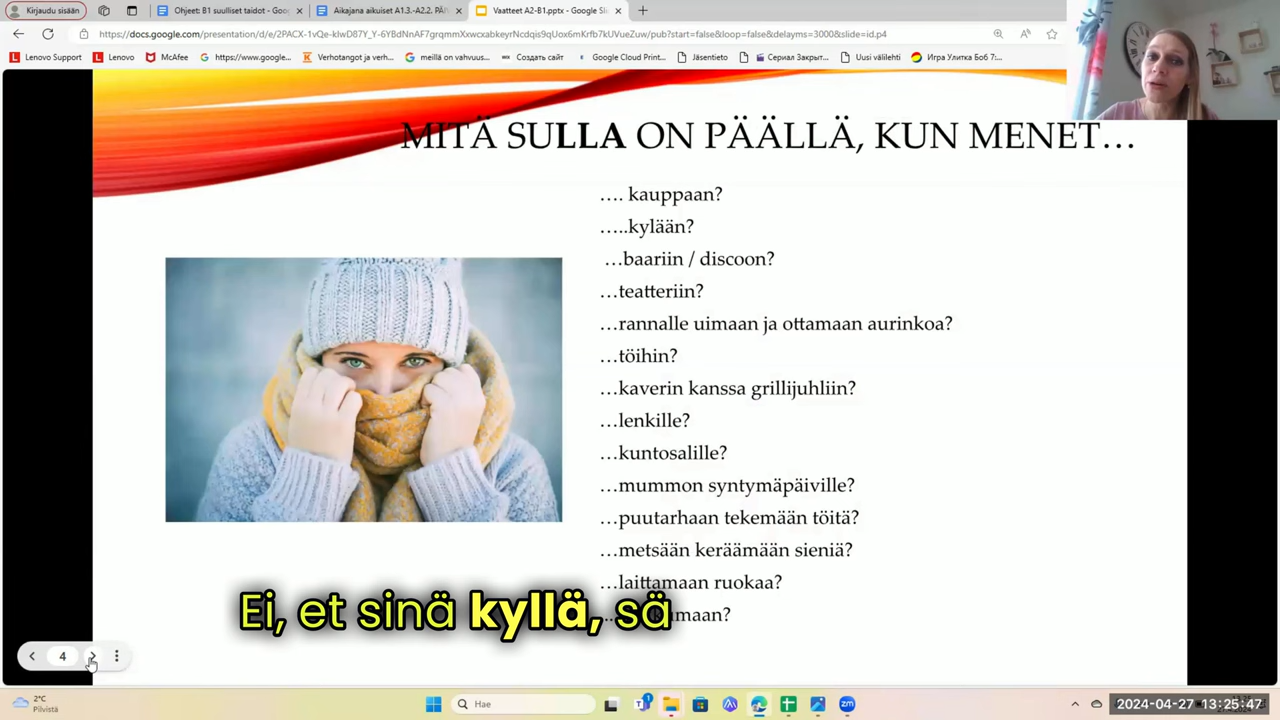 Kirjaudu sisään
Ohjeet: B1 suulliset taidot - Goo
Aikajana aikuiset A1.3.-A2.2. PÄI
Vaatteet A2-B1.pptx - Google Sli
https://docs.google.com/presentation/d/e/2PACX-1vQe-kIwD87Y_Y-6YBdNnAF7grqmmXxwcxabkeyrNcdqis9qUox6mKrfb7kUVueZuw/pub?start=false&loop=false&delayms=3000&slide=id.p4
Lenovo Support
Lenovo
McAfee
https://www.google...
Verhotangot ja verh...
meillä on vahvuus...
Создать сайт
Google Cloud Print...
Jäsentieto
Сериал Закрыт...
Uusi välilehti
Игра Улитка Боб 7:...
MITÄ SULLA ON PÄÄLLÄ, KUN MENET…
…. kauppaan?
…..kylään?
…baariin / discoon?
…teatteriin?
…rannalle uimaan ja ottamaan aurinkoa?
…töihin?
…kaverin kanssa grillijuhliin?
…lenkille?
…kuntosalille?
…mummon syntymäpäiville?
…puutarhaan tekemään töitä?
…metsään keräämään sieniä?
…laittamaan ruokaa?
Ei, et sinä kyllä, sä
4
2°C
Pilvistä
Hae
2024-04-27 13:25:47